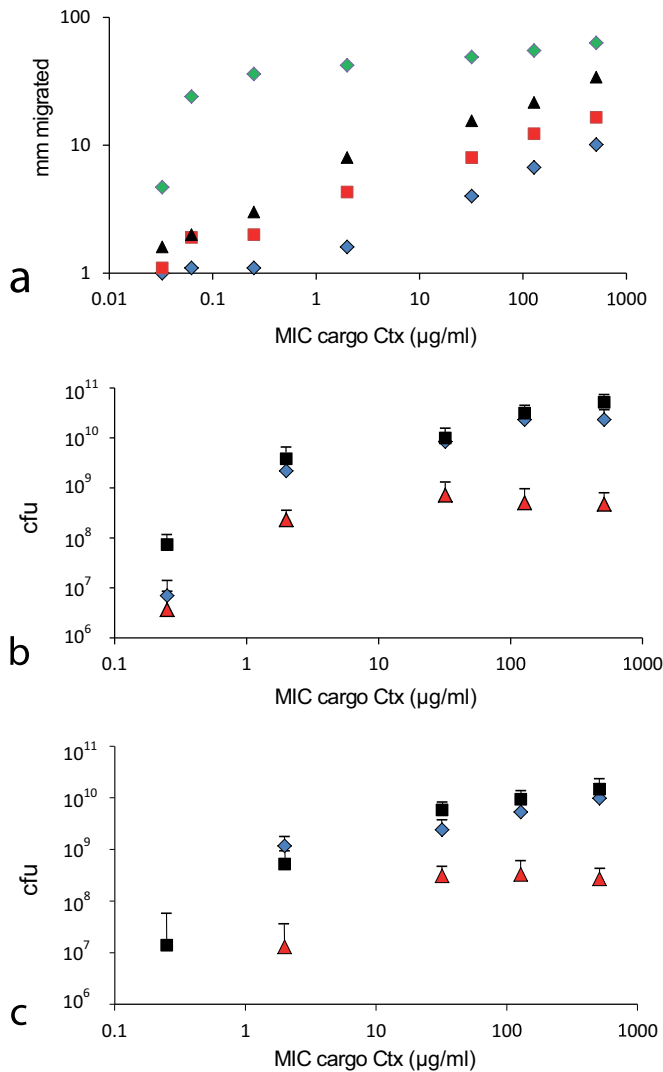 100
10
1
mm migrated
0.01 0.1 1 10 100 1000
MIC cargo Ctx (µg/ml)
a
10¹¹
10¹⁰
10⁹
10⁸
10⁷
10⁶
cfu
0.1 1 10 100 1000
MIC cargo Ctx (µg/ml)
b
10¹¹
10¹⁰
10⁹
10⁸
10⁷
10⁶
cfu
0.1 1 10 100 1000
MIC cargo Ctx (µg/ml)
c